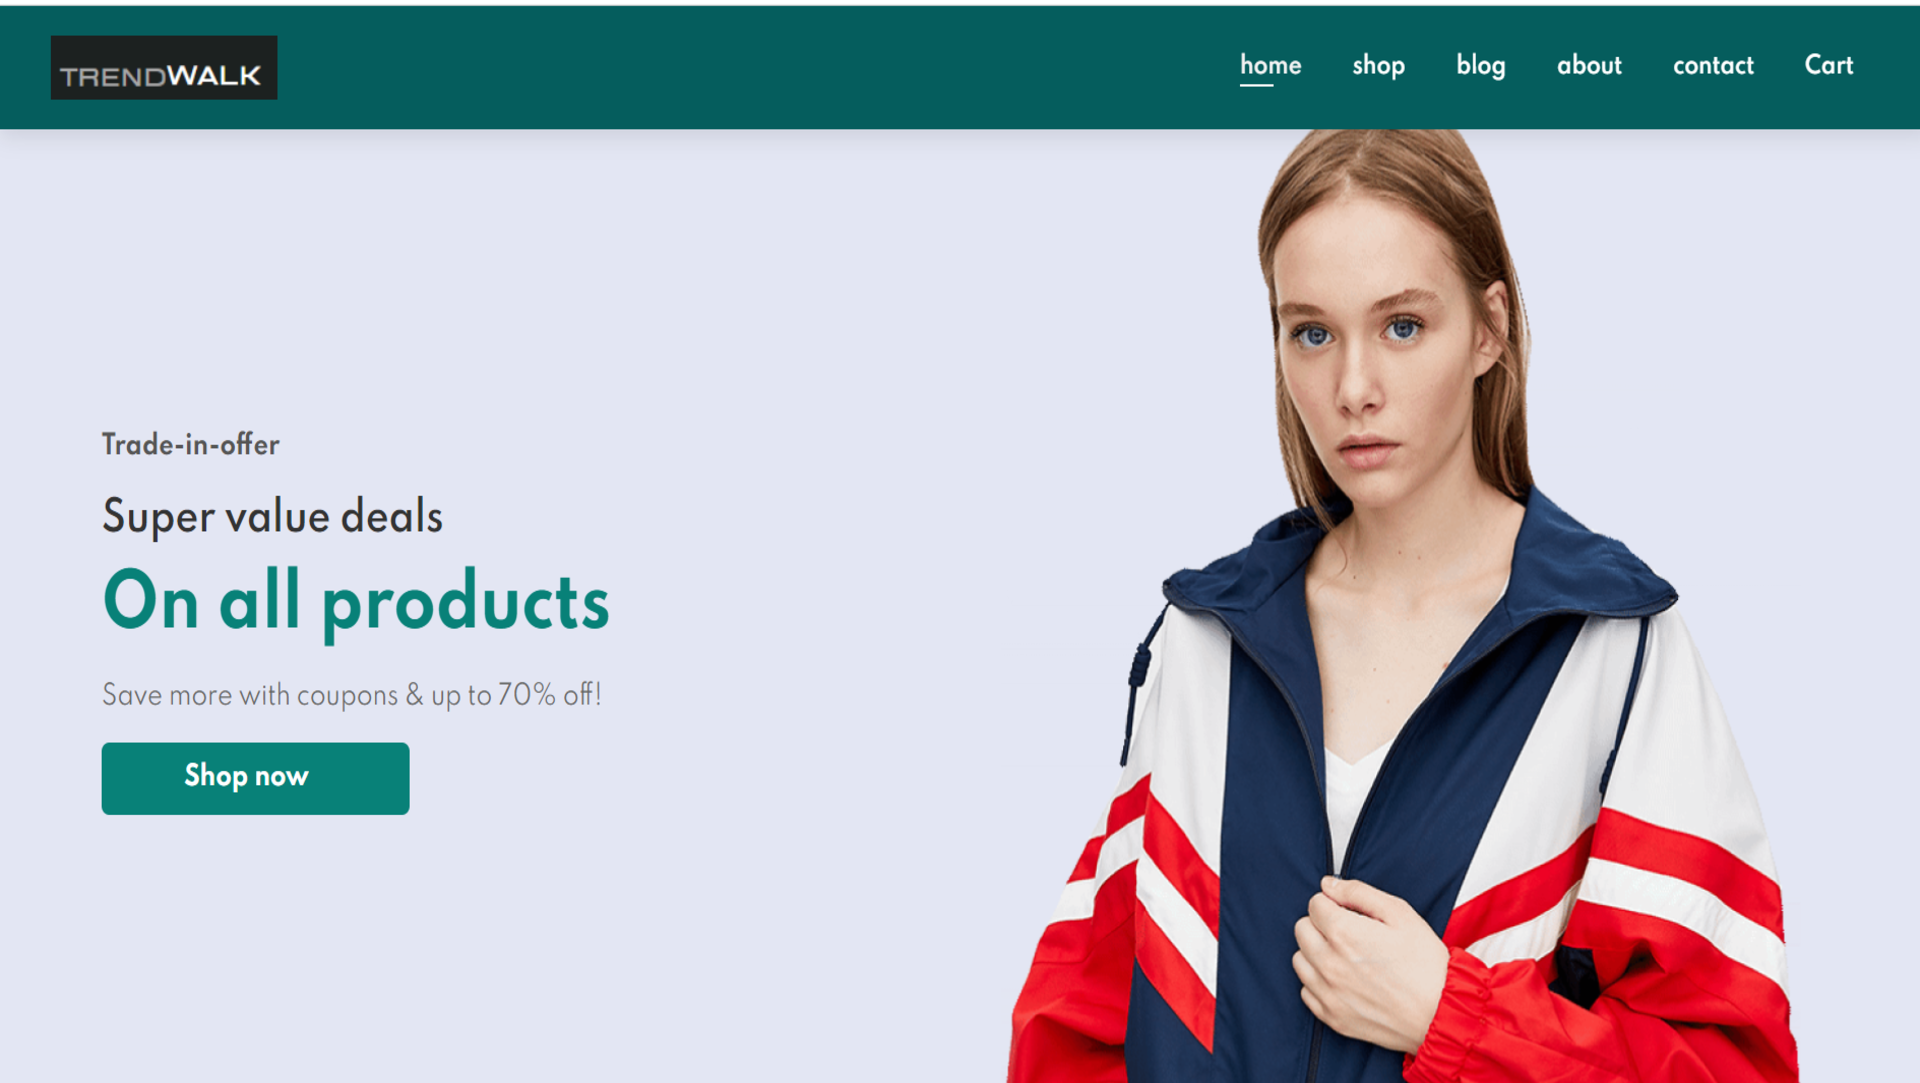 TRENDWALK
home shop blog about contact Cart
Trade-in-offer
Super value deals
On all products
Save more with coupons & up to 70% off!
Shop now